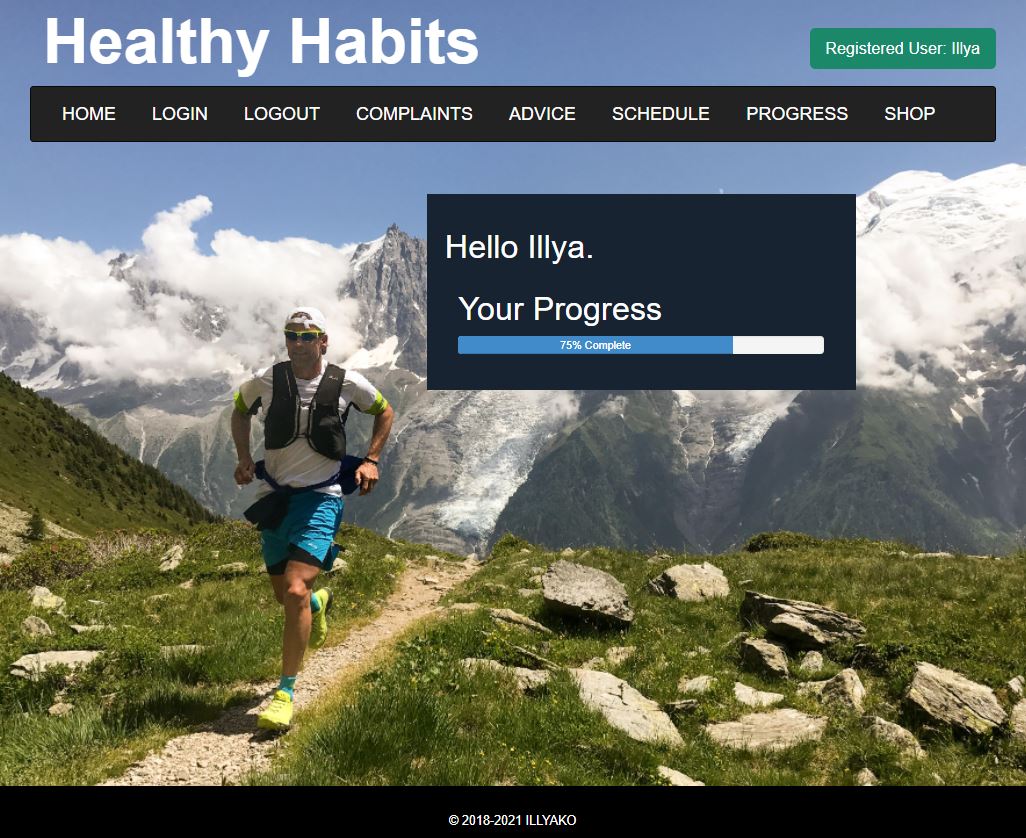 Healthy Habits
Registered User: Illya
HOME LOGIN LOGOUT COMPLAINTS ADVICE SCHEDULE PROGRESS SHOP
Hello Illya.
Your Progress
75% Complete
© 2018-2021 ILLYAKO